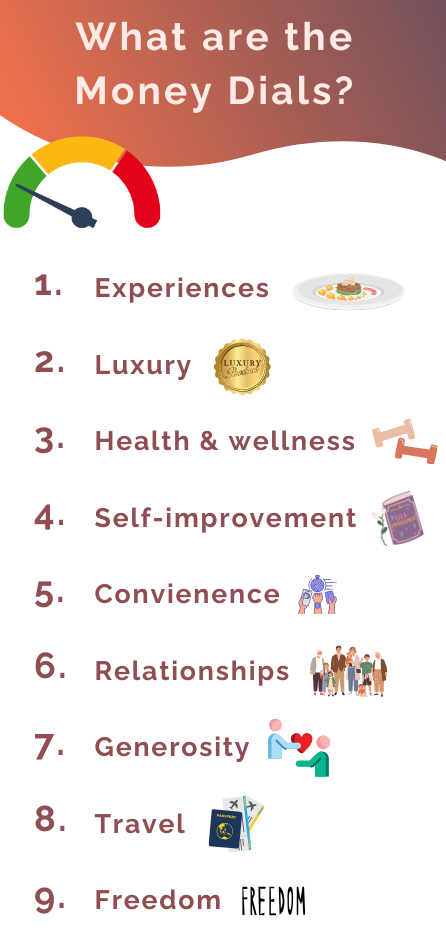 What are the
Money Dials?
1. Experiences
2. Luxury
LUXURY
3. Health & wellness
4. Self-improvement
5. Convienence
6. Relationships
7. Generosity
8. Travel
PASSPORT
9. Freedom
FREEDOM